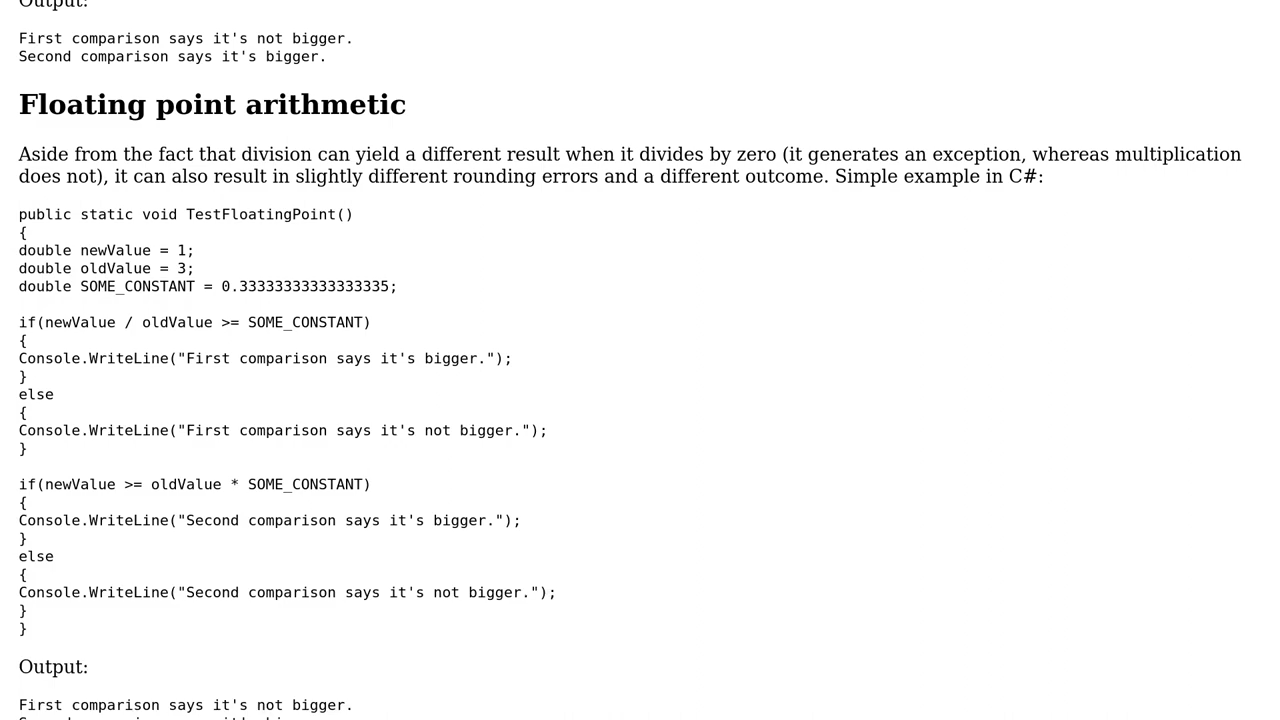 Output:
First comparison says it's not bigger.
Second comparison says it's bigger.
Floating point arithmetic
Aside from the fact that division can yield a different result when it divides by zero (it generates an exception, whereas multiplication
does not), it can also result in slightly different rounding errors and a different outcome. Simple example in C#:
public static void TestFloatingPoint()
{
double newValue = 1;
double oldValue = 3;
double SOME_CONSTANT = 0.33333333333333335;
if(newValue / oldValue >= SOME_CONSTANT)
{
Console.WriteLine("First comparison says it's bigger.");
}
else
{
Console.WriteLine("First comparison says it's not bigger.");
}
if(newValue >= oldValue * SOME_CONSTANT)
{
Console.WriteLine("Second comparison says it's bigger.");
}
else
{
Console.WriteLine("Second comparison says it's not bigger.");
}
}
Output:
First comparison says it's not bigger.